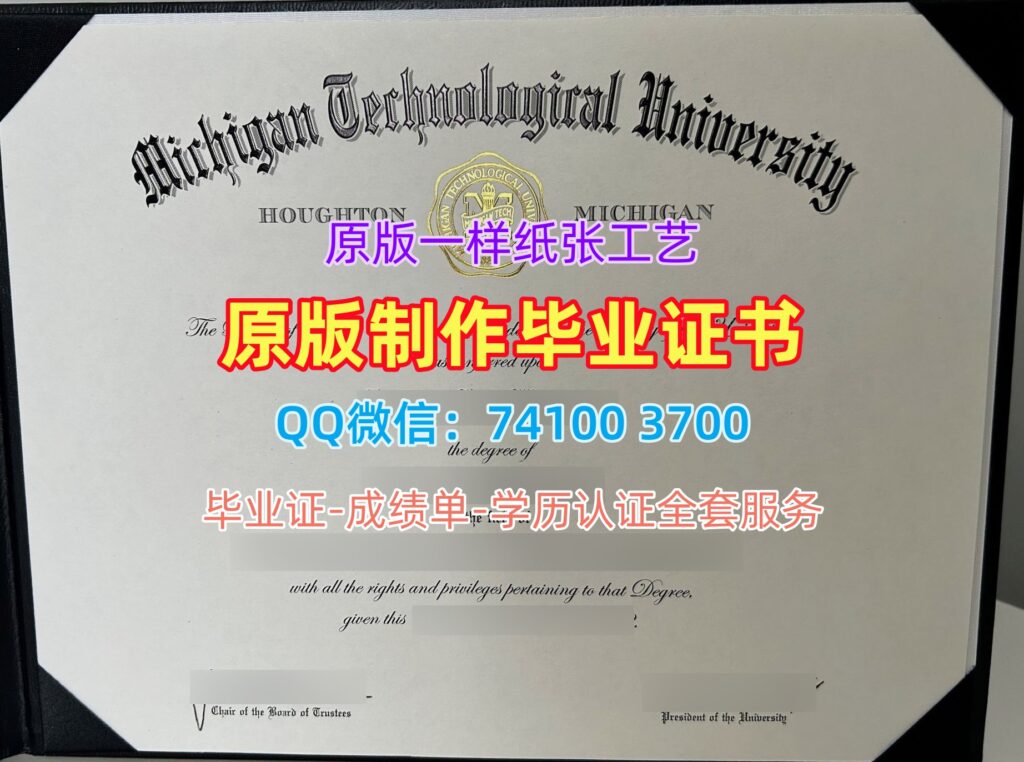 Michigan Technological University
HOUGHTON MICHIGAN
原版一样纸张工艺
The
原版制作毕业证书
QQ微信：74100 3700
the degree of
毕业证-成绩单-学历认证全套服务
with all the rights and privileges pertaining to that Degree,
given this
Chair of the Board of Trustees
President of the University